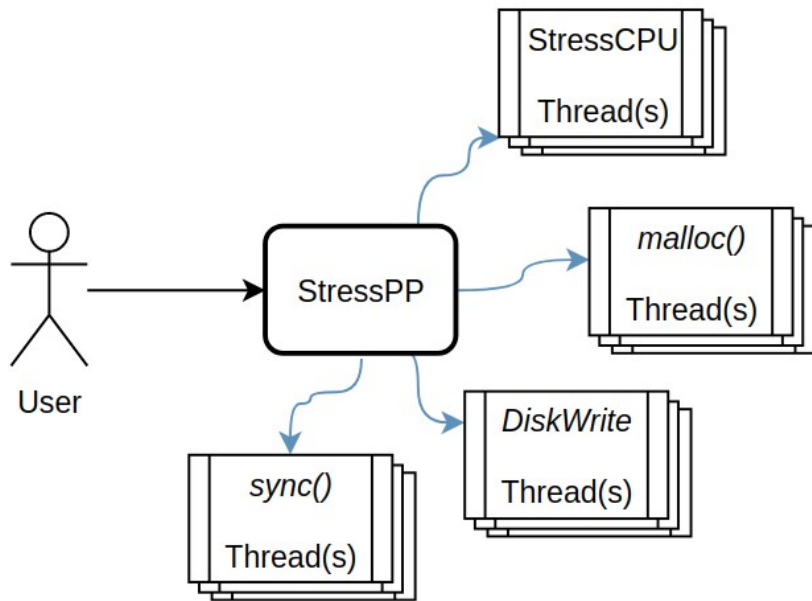 StressCPU
Thread(s)
malloc()
Thread(s)
StressPP
User
DiskWrite
Thread(s)
sync()
Thread(s)